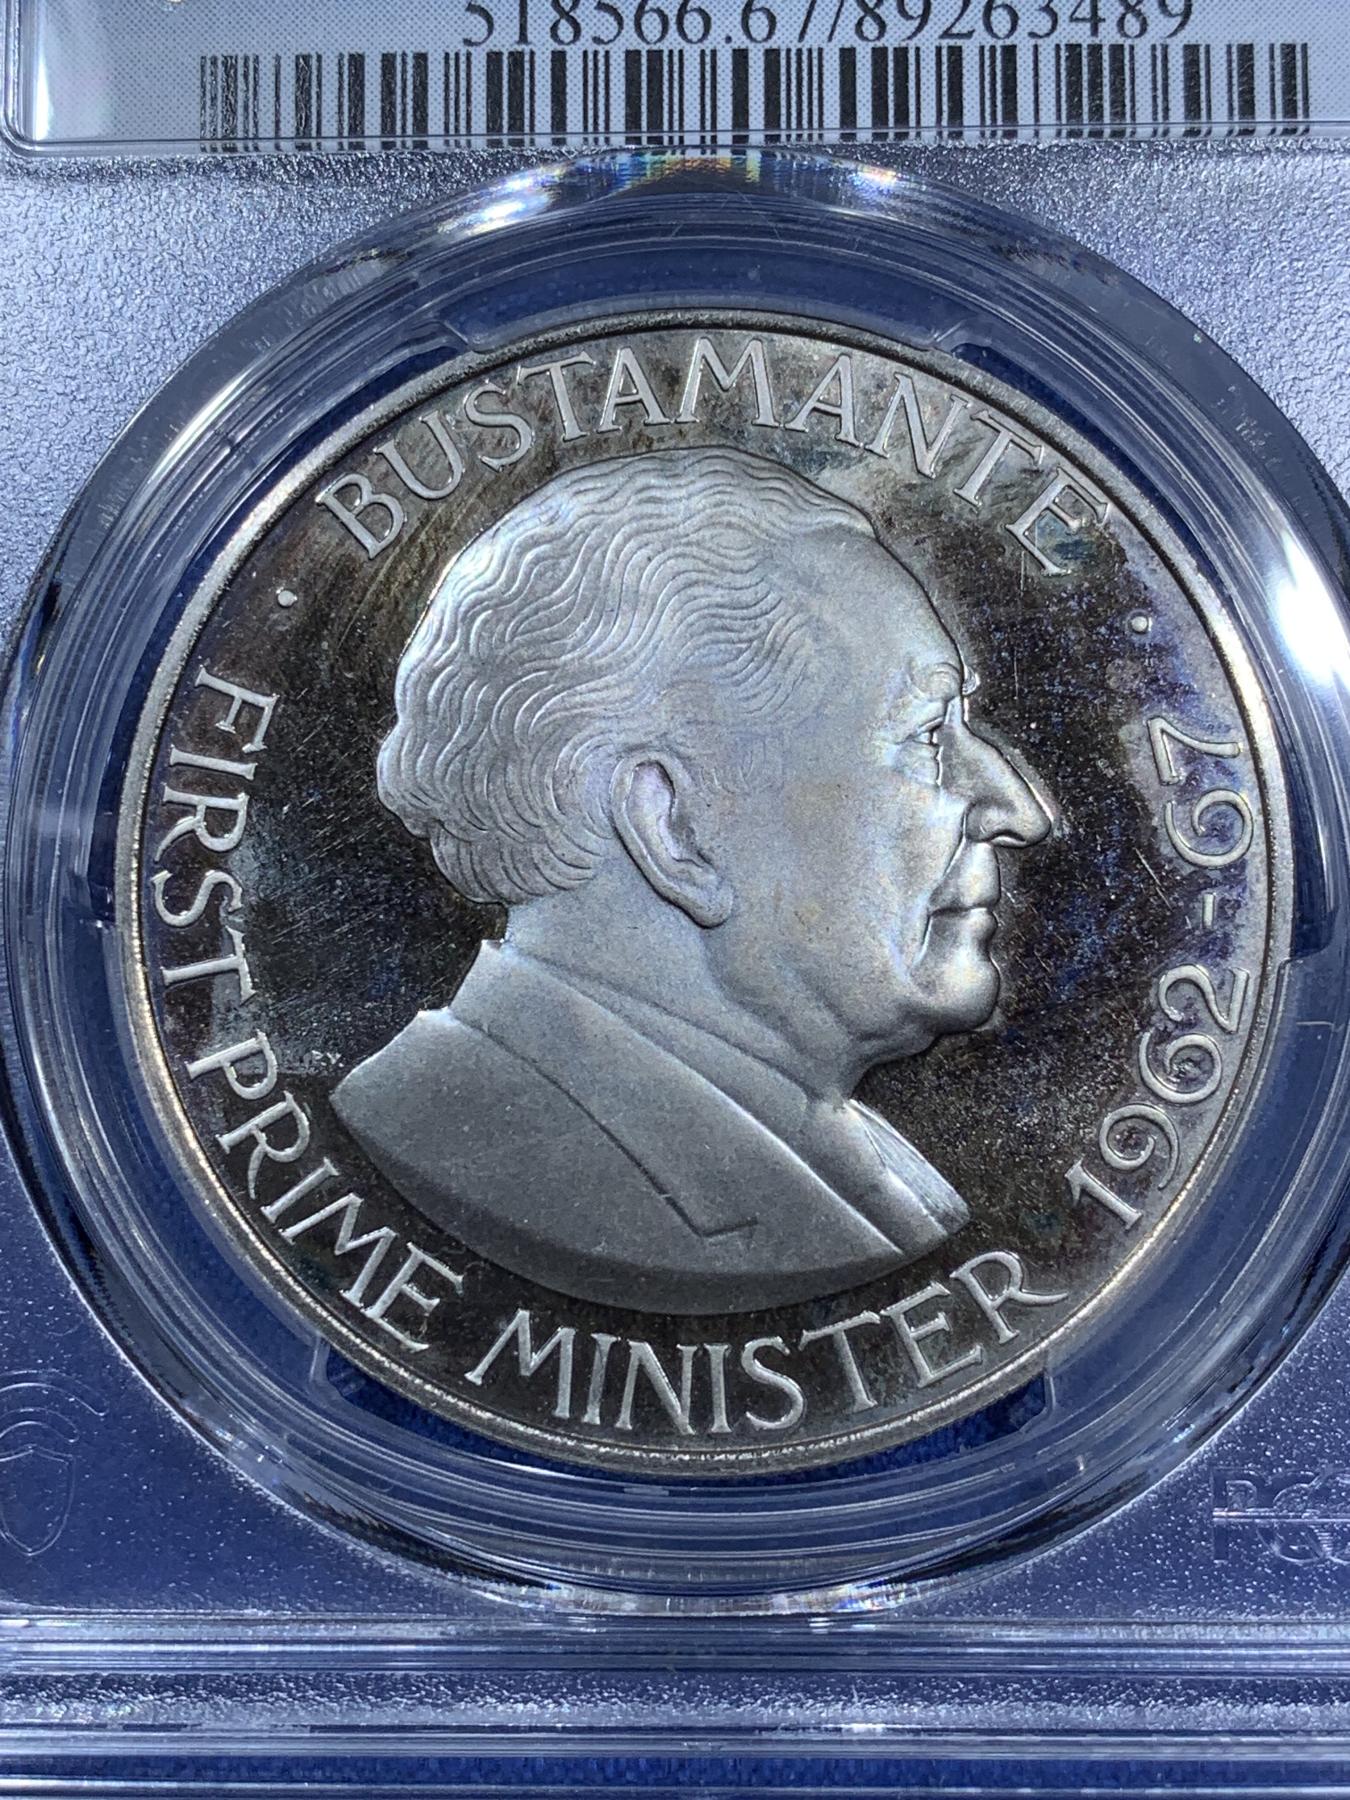 518566.67/89263489
· BUSTAMANTE ·
FIRST PRIME MINISTER 1962-67